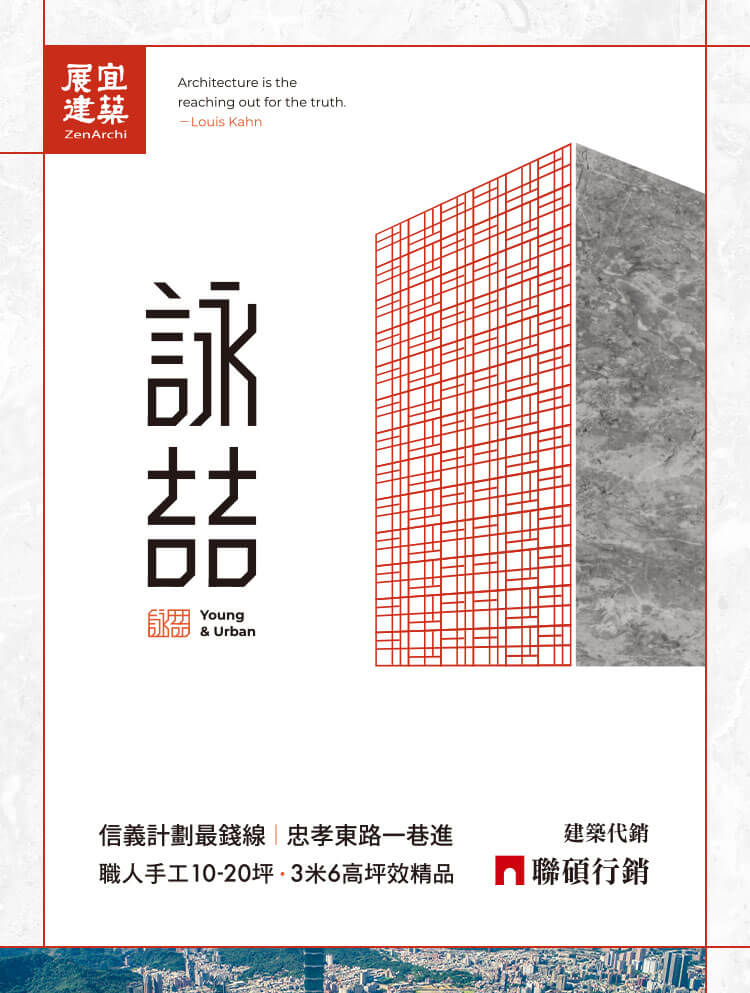 展宜
建築
ZenArchi
Architecture is the
reaching out for the truth.
—Louis Kahn
詠
喆
詠喆
Young
& Urban
信義計劃最錢線｜忠孝東路一巷進
職人手工10-20坪・3米6高坪效精品
建築代銷
聯碩行銷